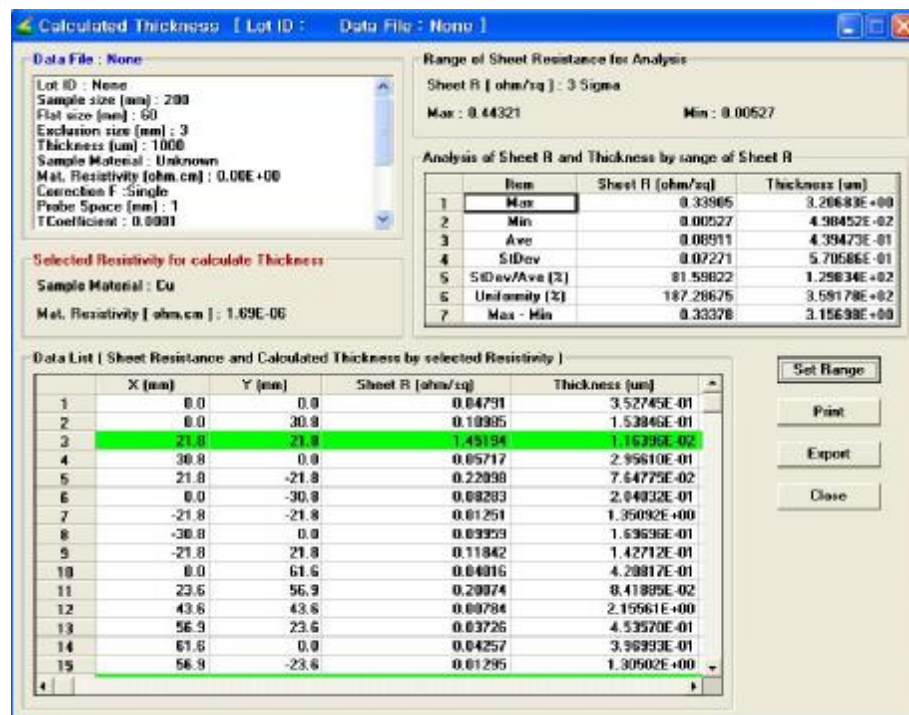 Calculated Thickness [ Lot ID : Data File : None ]
Data File : None
Lot ID : None
Sample size [mm] : 200
Flat size [mm] : 60
Exclusion size [mm] : 3
Thickness [um] : 1000
Sample Material : Unknown
Mat. Resistivity [ohm.cm] : 0.00E+00
Correction F :Single
Probe Space [mm] : 1
TCoefficient : 0.0001
Selected Resistivity for calculate Thickness
Sample Material : Cu
Mat. Resistivity [ ohm.cm ] : 1.69E-06
Range of Sheet Resistance for Analysis
Sheet R [ ohm/sq ] : 3 Sigma
Max : 0.44321 Min : 0.00527
Analysis of Sheet R and Thickness by range of Sheet R
Item Sheet R [ohm/sq] Thickness [um]
1 Max 0.33905 3.20683E+00
2 Min 0.00527 4.98452E-02
3 Ave 0.08911 4.39473E-01
4 StDev 0.07271 5.70586E-01
5 StDev/Ave [%] 81.59822 1.29834E+02
6 Uniformity [%] 187.28675 3.59178E+02
7 Max - Min 0.33378 3.15698E+00
Data List [ Sheet Resistance and Calculated Thickness by selected Resistivity ]
X [mm] Y [mm] Sheet R [ohm/sq] Thickness [um]
1 0.0 0.0 0.04791 3.52745E-01
2 0.0 30.8 0.10985 1.53846E-01
3 21.8 21.8 1.45194 1.16396E-02
4 30.8 0.0 0.05717 2.95610E-01
5 21.8 -21.8 0.22098 7.64775E-02
6 0.0 -30.8 0.08283 2.04032E-01
7 -21.8 -21.8 0.01251 1.35092E+00
8 -30.8 0.0 0.09959 1.69696E-01
9 -21.8 21.8 0.11842 1.42712E-01
10 0.0 61.6 0.04016 4.20817E-01
11 23.6 56.9 0.20074 8.41885E-02
12 43.6 43.6 0.00784 2.15561E+00
13 56.9 23.6 0.03726 4.53570E-01
14 61.6 0.0 0.04257 3.96993E-01
15 56.9 -23.6 0.01295 1.30502E+00
Set Range
Print
Export
Close